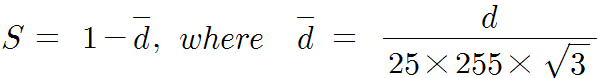 S = 1 − d̅, where d̅ = d / (25 × 255 × √3)